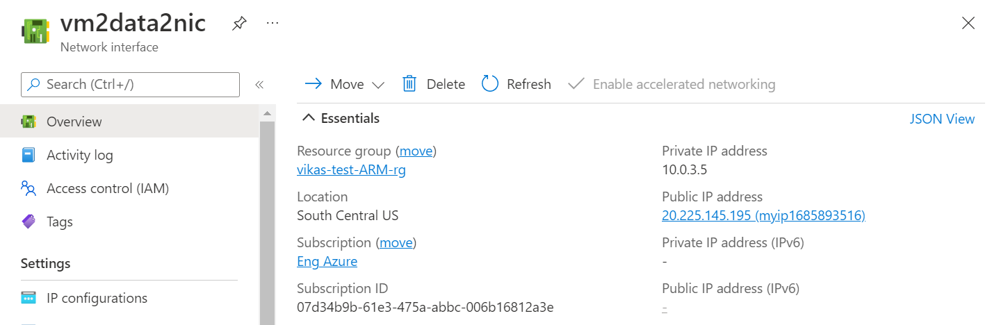 vm2data2nic
Network interface
Search (Ctrl+/)
Overview
Activity log
Access control (IAM)
Tags
Settings
IP configurations
Move
Delete
Refresh
Enable accelerated networking
Essentials
JSON View
Resource group (move)
vikas-test-ARM-rg
Location
South Central US
Subscription (move)
Eng Azure
Subscription ID
07d34b9b-61e3-475a-abbc-006b16812a3e
Private IP address
10.0.3.5
Public IP address
20.225.145.195 (myip1685893516)
Private IP address (IPv6)
-
Public IP address (IPv6)
-